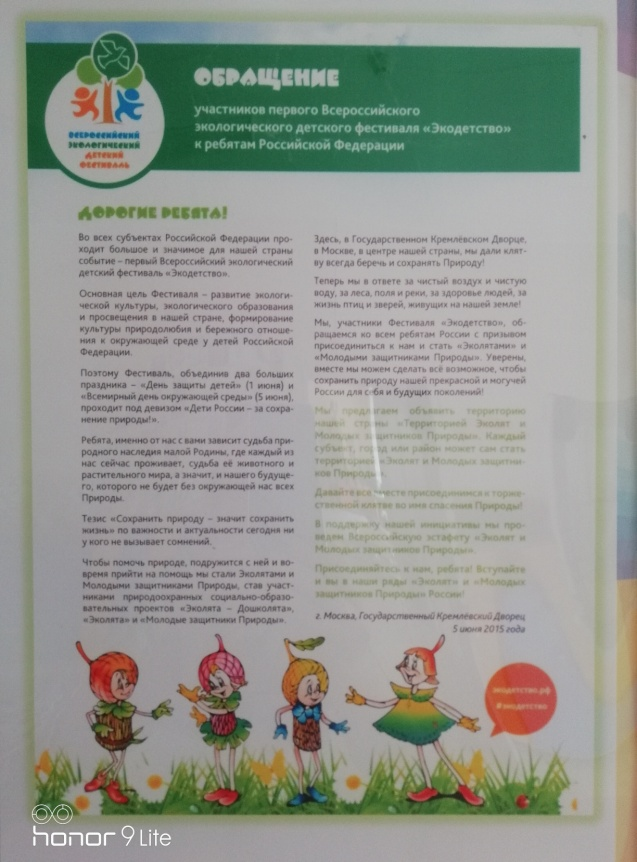 ОБРАЩЕНИЕ
участников первого Всероссийского
экологического детского фестиваля «Экодетство»
к ребятам Российской Федерации
ВСЕРОССИЙСКИЙ
ЭКОЛОГИЧЕСКИЙ
ДЕТСКИЙ
ФЕСТИВАЛЬ
ДОРОГИЕ РЕБЯТА!
Во всех субъектах Российской Федерации про-
ходит большое и значимое для нашей страны
событие – первый Всероссийский экологический
детский фестиваль «Экодетство».
Основная цель Фестиваля – развитие экологи-
ческой культуры, экологического образования
и просвещения в нашей стране, формирование
культуры природолюбия и бережного отноше-
ния к окружающей среде у детей Российской
Федерации.
Поэтому Фестиваль, объединив два больших
праздника – «День защиты детей» (1 июня) и
«Всемирный день окружающей среды» (5 июня),
проходит под девизом «Дети России – за сохра-
нение природы!».
Ребята, именно от нас с вами зависит судьба при-
родного наследия малой Родины, где каждый из
нас сейчас проживает, судьба её животного и
растительного мира, а значит, и нашего будуще-
го, которого не будет без окружающей нас всех
Природы.
Тезис «Сохранить природу – значит сохранить
жизнь» по важности и актуальности сегодня ни
у кого не вызывает сомнений.
Чтобы помочь природе, подружится с ней и во-
время прийти на помощь мы стали Эколятами и
Молодыми защитниками Природы, став участ-
никами природоохранных социально-образо-
вательных проектов «Эколята – Дошколята»,
«Эколята» и «Молодые защитники Природы».
Здесь, в Государственном Кремлёвском Дворце,
в Москве, в центре нашей страны, мы дали клят-
ву всегда беречь и сохранять Природу!
Теперь мы в ответе за чистый воздух и чистую
воду, за леса, поля и реки, за здоровье людей, за
жизнь птиц и зверей, живущих на нашей земле!
Мы, участники Фестиваля «Экодетство», об-
ращаемся ко всем ребятам России с призывом
присоединиться к нам и стать «Эколятами» и
«Молодыми защитниками Природы». Уверены,
вместе мы можем сделать всё возможное, чтобы
сохранить природу нашей прекрасной и могучей
России для себя и будущих поколений!
Мы предлагаем объявить территорию
нашей страны «Территорией Эколят и
Молодых защитников Природы». Каждый
субъект, город или район может сам стать
территорией «Эколят и Молодых защитни-
ков Природы»
Давайте все вместе присоединимся к торже-
ственной клятве во имя спасения Природы!
В поддержку нашей инициативы мы про-
ведём Всероссийскую эстафету «Эколят и
Молодых защитников Природы».
Присоединяйтесь к нам, ребята! Вступайте
и вы в наши ряды «Эколят» и «Молодых
защитников Природы» России!
г. Москва, Государственный Кремлёвский Дворец
5 июня 2015 года
экодетство.рф
#экодетство
honor 9 Lite